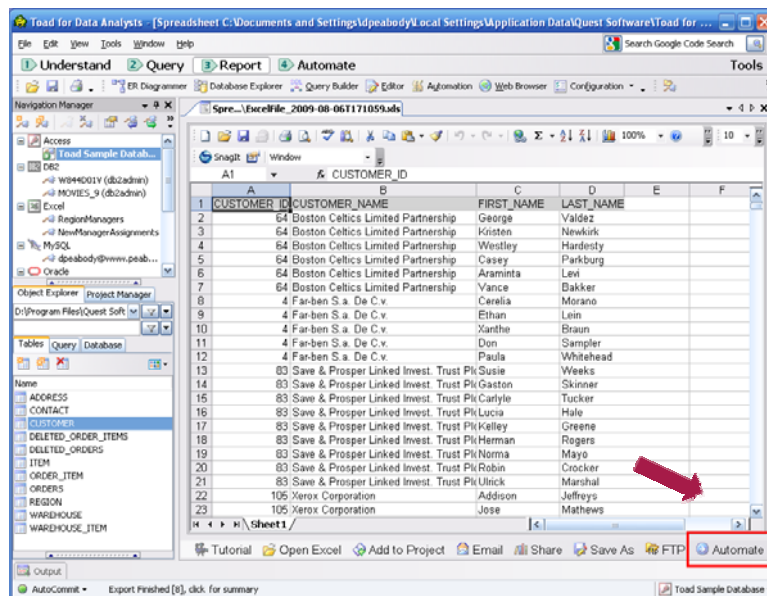 Toad for Data Analysts - [Spreadsheet C:\Documents and Settings\dpeabody\Local Settings\Application Data\Quest Software\Toad for ...
File Edit View Tools Window Help Search Google Code Search
1 Understand 2 Query 3 Report 4 Automate Tools
ER Diagrammer Database Explorer Query Builder Editor Automation Web Browser Configuration
Navigation Manager
Access
Toad Sample Datab...
DB2
W844D01V (db2admin)
MOVIES_9 (db2admin)
Excel
RegionManagers
NewManagerAssignments
MySQL
dpeabody@www.peab...
Oracle
Object Explorer Project Manager
D:\Program Files\Quest Soft
Tables Query Database
Name
ADDRESS
CONTACT
CUSTOMER
DELETED_ORDER_ITEMS
DELETED_ORDERS
ITEM
ORDER_ITEM
ORDERS
REGION
WAREHOUSE
WAREHOUSE_ITEM
Spre...\ExcelFile_2009-08-06T171059.xls
100% 10
SnagIt Window
A1 fx CUSTOMER_ID
A B C D E F
1 CUSTOMER_ID CUSTOMER_NAME FIRST_NAME LAST_NAME
2 64 Boston Celtics Limited Partnership George Valdez
3 64 Boston Celtics Limited Partnership Kristen Newkirk
4 64 Boston Celtics Limited Partnership Westley Hardesty
5 64 Boston Celtics Limited Partnership Casey Parkburg
6 64 Boston Celtics Limited Partnership Araminta Levi
7 64 Boston Celtics Limited Partnership Vance Bakker
8 4 Far-ben S.a. De C.v. Cerelia Morano
9 4 Far-ben S.a. De C.v. Ethan Lein
10 4 Far-ben S.a. De C.v. Xanthe Braun
11 4 Far-ben S.a. De C.v. Don Sampler
12 4 Far-ben S.a. De C.v. Paula Whitehead
13 83 Save & Prosper Linked Invest. Trust Plc Susie Weeks
14 83 Save & Prosper Linked Invest. Trust Plc Gaston Skinner
15 83 Save & Prosper Linked Invest. Trust Plc Carlyle Tucker
16 83 Save & Prosper Linked Invest. Trust Plc Lucia Hale
17 83 Save & Prosper Linked Invest. Trust Plc Kelley Greene
18 83 Save & Prosper Linked Invest. Trust Plc Herman Rogers
19 83 Save & Prosper Linked Invest. Trust Plc Norma Mayo
20 83 Save & Prosper Linked Invest. Trust Plc Robin Crocker
21 83 Save & Prosper Linked Invest. Trust Plc Ulrick Marshal
22 105 Xerox Corporation Addison Jeffreys
23 105 Xerox Corporation Jose Mathews
Sheet1
Tutorial Open Excel Add to Project Email Share Save As FTP Automate
Output
AutoCommit Export Finished [8], click for summary Toad Sample Database